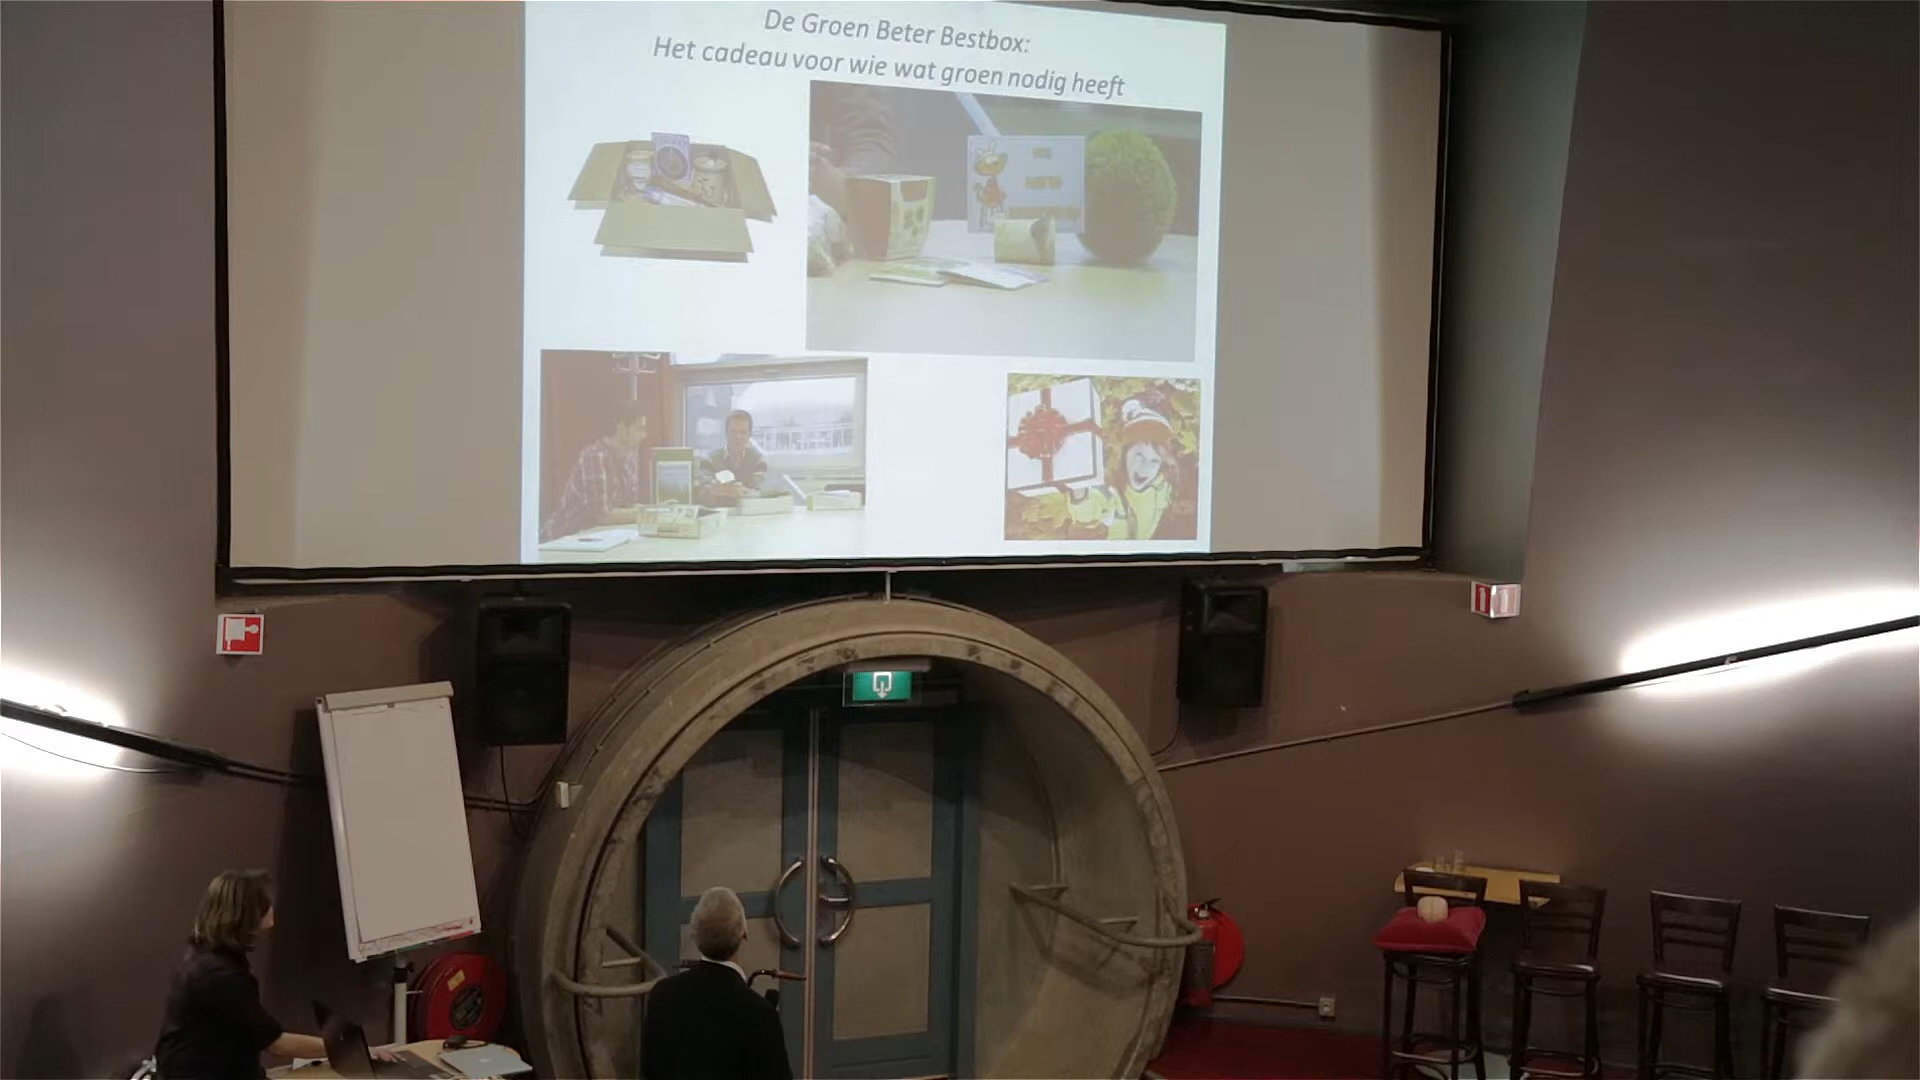 De Groen Beter Bestbox:
Het cadeau voor wie wat groen nodig heeft